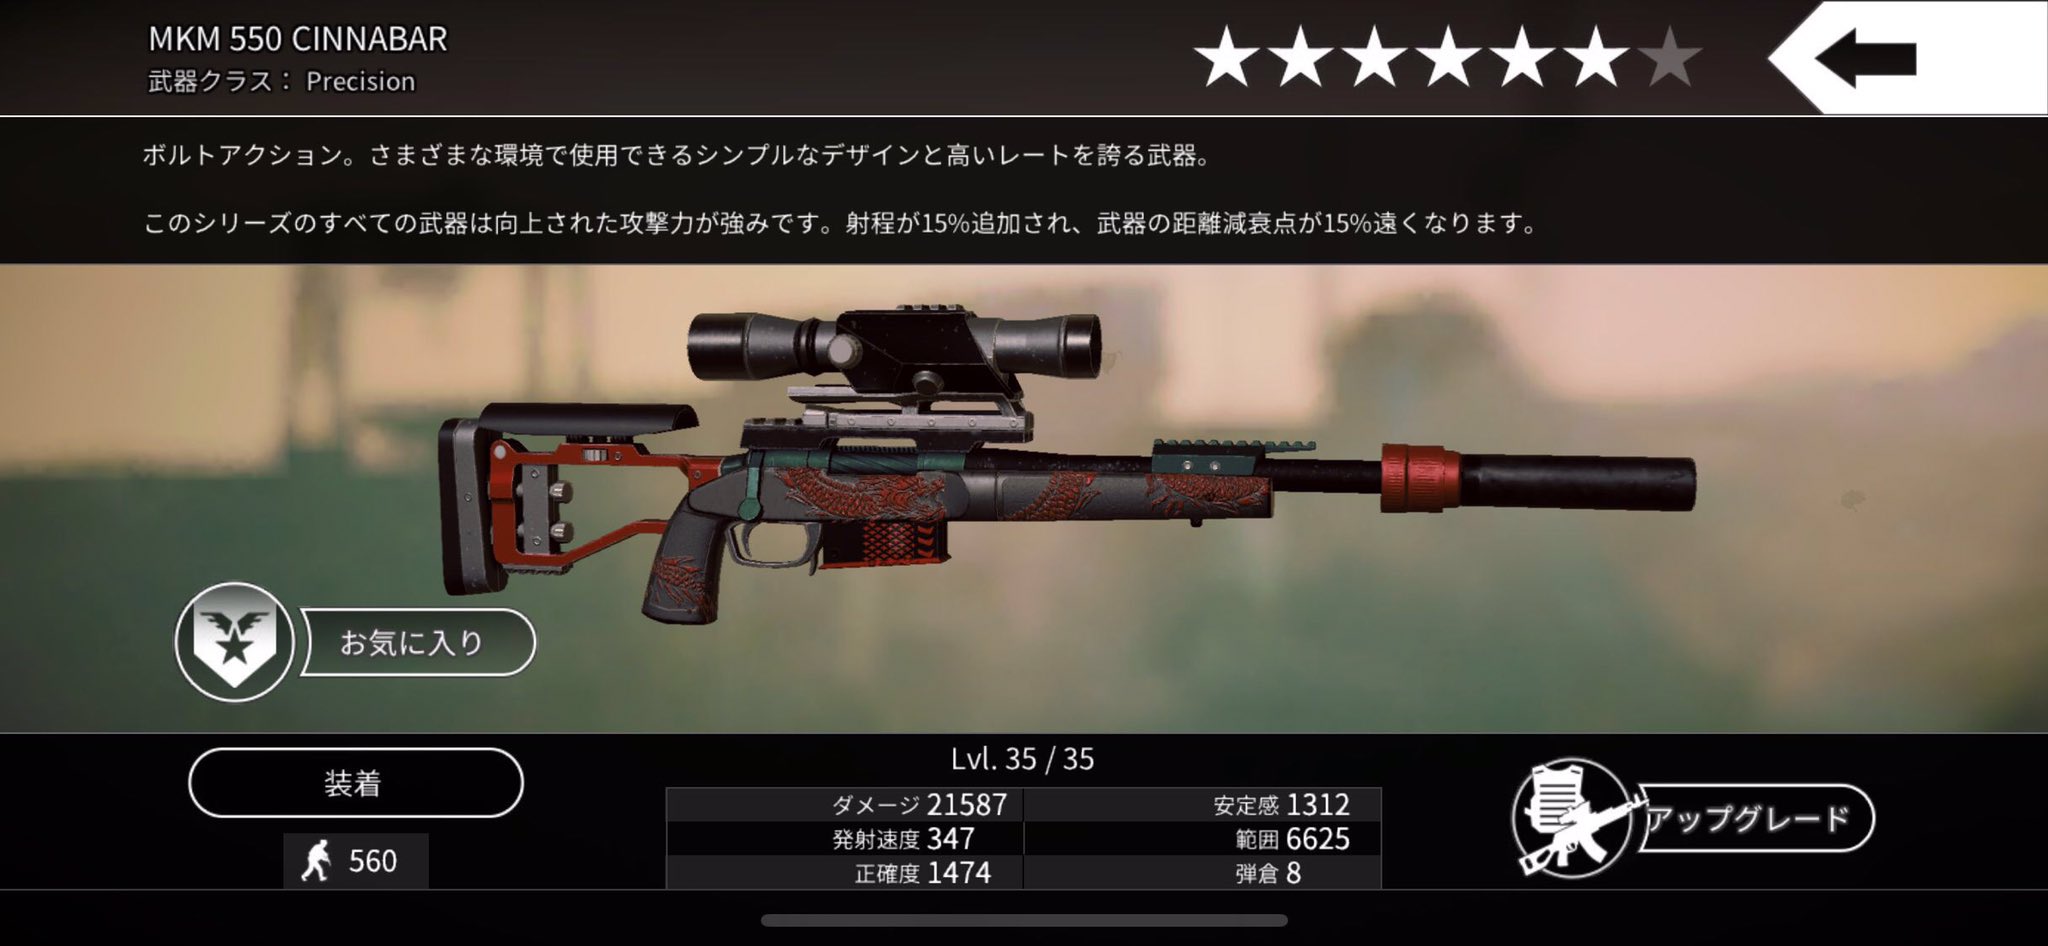 MKM 550 CINNABAR
武器クラス： Precision
ボルトアクション。さまざまな環境で使用できるシンプルなデザインと高いレートを誇る武器。
このシリーズのすべての武器は向上された攻撃力が強みです。射程が15%追加され、武器の距離減衰点が15%遠くなります。
お気に入り
装着
560
Lvl. 35 / 35
ダメージ 21587
安定感 1312
発射速度 347
範囲 6625
正確度 1474
弾倉 8
アップグレード